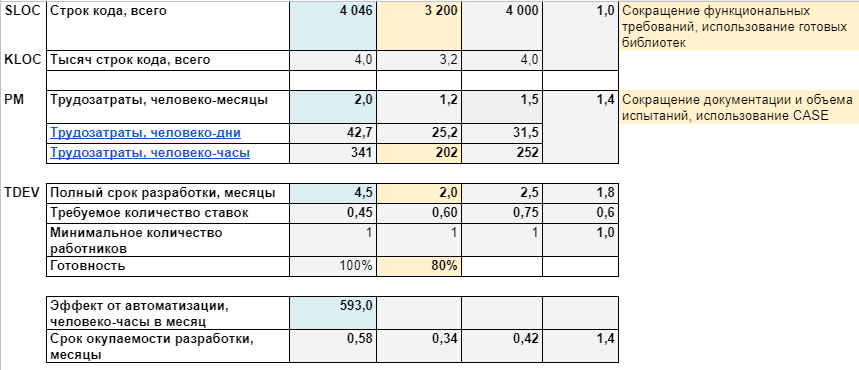 SLOC Строк кода, всего 4 046 3 200 4 000 1,0 Сокращение функциональных
требований, использование готовых
библиотек
KLOC Тысяч строк кода, всего 4,0 3,2 4,0
PM Трудозатраты, человеко-месяцы 2,0 1,2 1,5 1,4 Сокращение документации и объема
испытаний, использование CASE
Трудозатраты, человеко-дни 42,7 25,2 31,5
Трудозатраты, человеко-часы 341 202 252
TDEV Полный срок разработки, месяцы 4,5 2,0 2,5 1,8
Требуемое количество ставок 0,45 0,60 0,75 0,6
Минимальное количество 1 1 1 1,0
работников
Готовность 100% 80%
Эффект от автоматизации, 593,0
человеко-часы в месяц
Срок окупаемости разработки, 0,58 0,34 0,42 1,4
месяцы